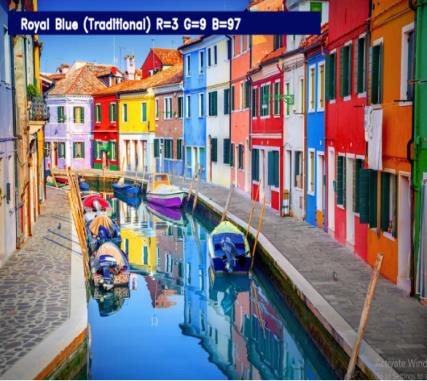 Royal Blue (Traditional) R=3 G=9 B=97
Activate Wind